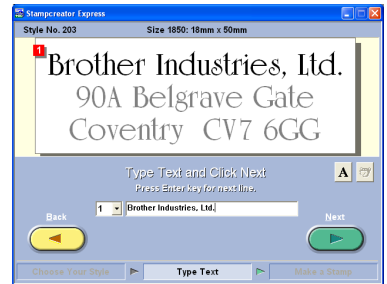 Stampcreator Express
Style No. 203 Size 1850: 18mm x 50mm
1
Brother Industries, Ltd.
90A Belgrave Gate
Coventry CV7 6GG
Type Text and Click Next
Press Enter key for next line.
A
1 Brother Industries, Ltd.
Back Next
Choose Your Style Type Text Make a Stamp